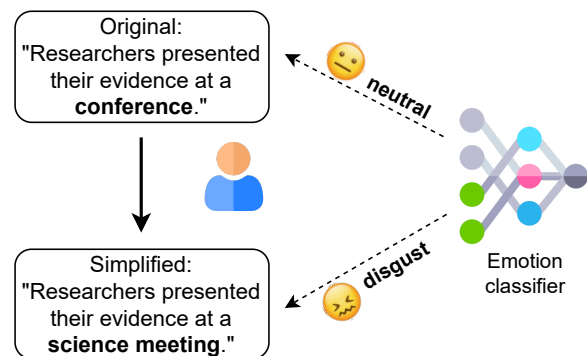 Original:
"Researchers presented
their evidence at a
conference."
neutral
Simplified:
"Researchers presented
their evidence at a
science meeting."
disgust
Emotion
classifier